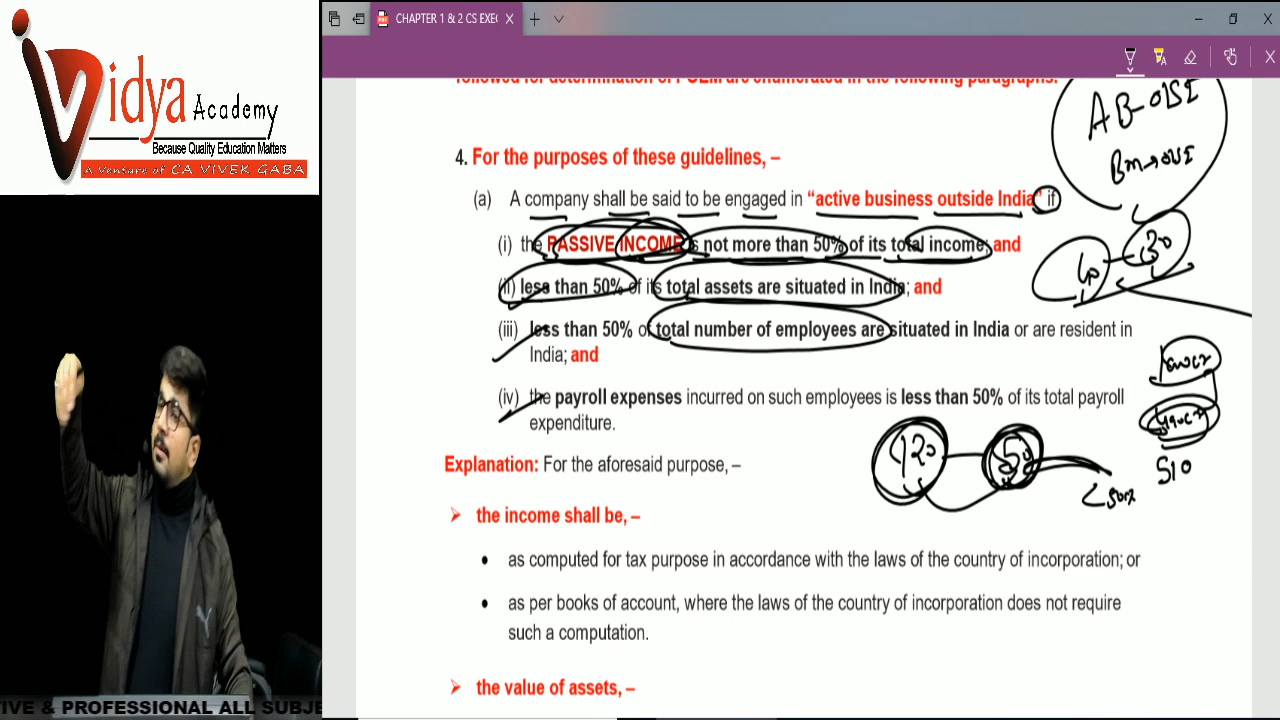 CHAPTER 1 & 2 CS EXEC
Vidya
Academy
Because Quality Education Matters
A Venture of CA VIVEK GABA
followed for determination of POEM are enumerated in the following paragraphs.
4. For the purposes of these guidelines, –
(a) A company shall be said to be engaged in “active business outside India” if
(i) the PASSIVE INCOME is not more than 50% of its total income; and
(ii) less than 50% of its total assets are situated in India; and
(iii) less than 50% of total number of employees are situated in India or are resident in
India; and
(iv) the payroll expenses incurred on such employees is less than 50% of its total payroll
expenditure.
Explanation: For the aforesaid purpose, –
➢ the income shall be, –
• as computed for tax purpose in accordance with the laws of the country of incorporation; or
• as per books of account, where the laws of the country of incorporation does not require
such a computation.
➢ the value of assets, –
AB-OISI
30
120
50
510
TIVE & PROFESSIONAL ALL SUBJE